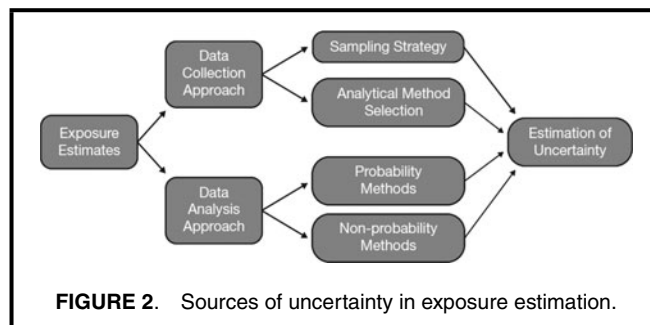 Data
Collection
Approach
Sampling Strategy
Analytical Method
Selection
Exposure
Estimates
Estimation of
Uncertainty
Data
Analysis
Approach
Probability
Methods
Non-probability
Methods
FIGURE 2. Sources of uncertainty in exposure estimation.